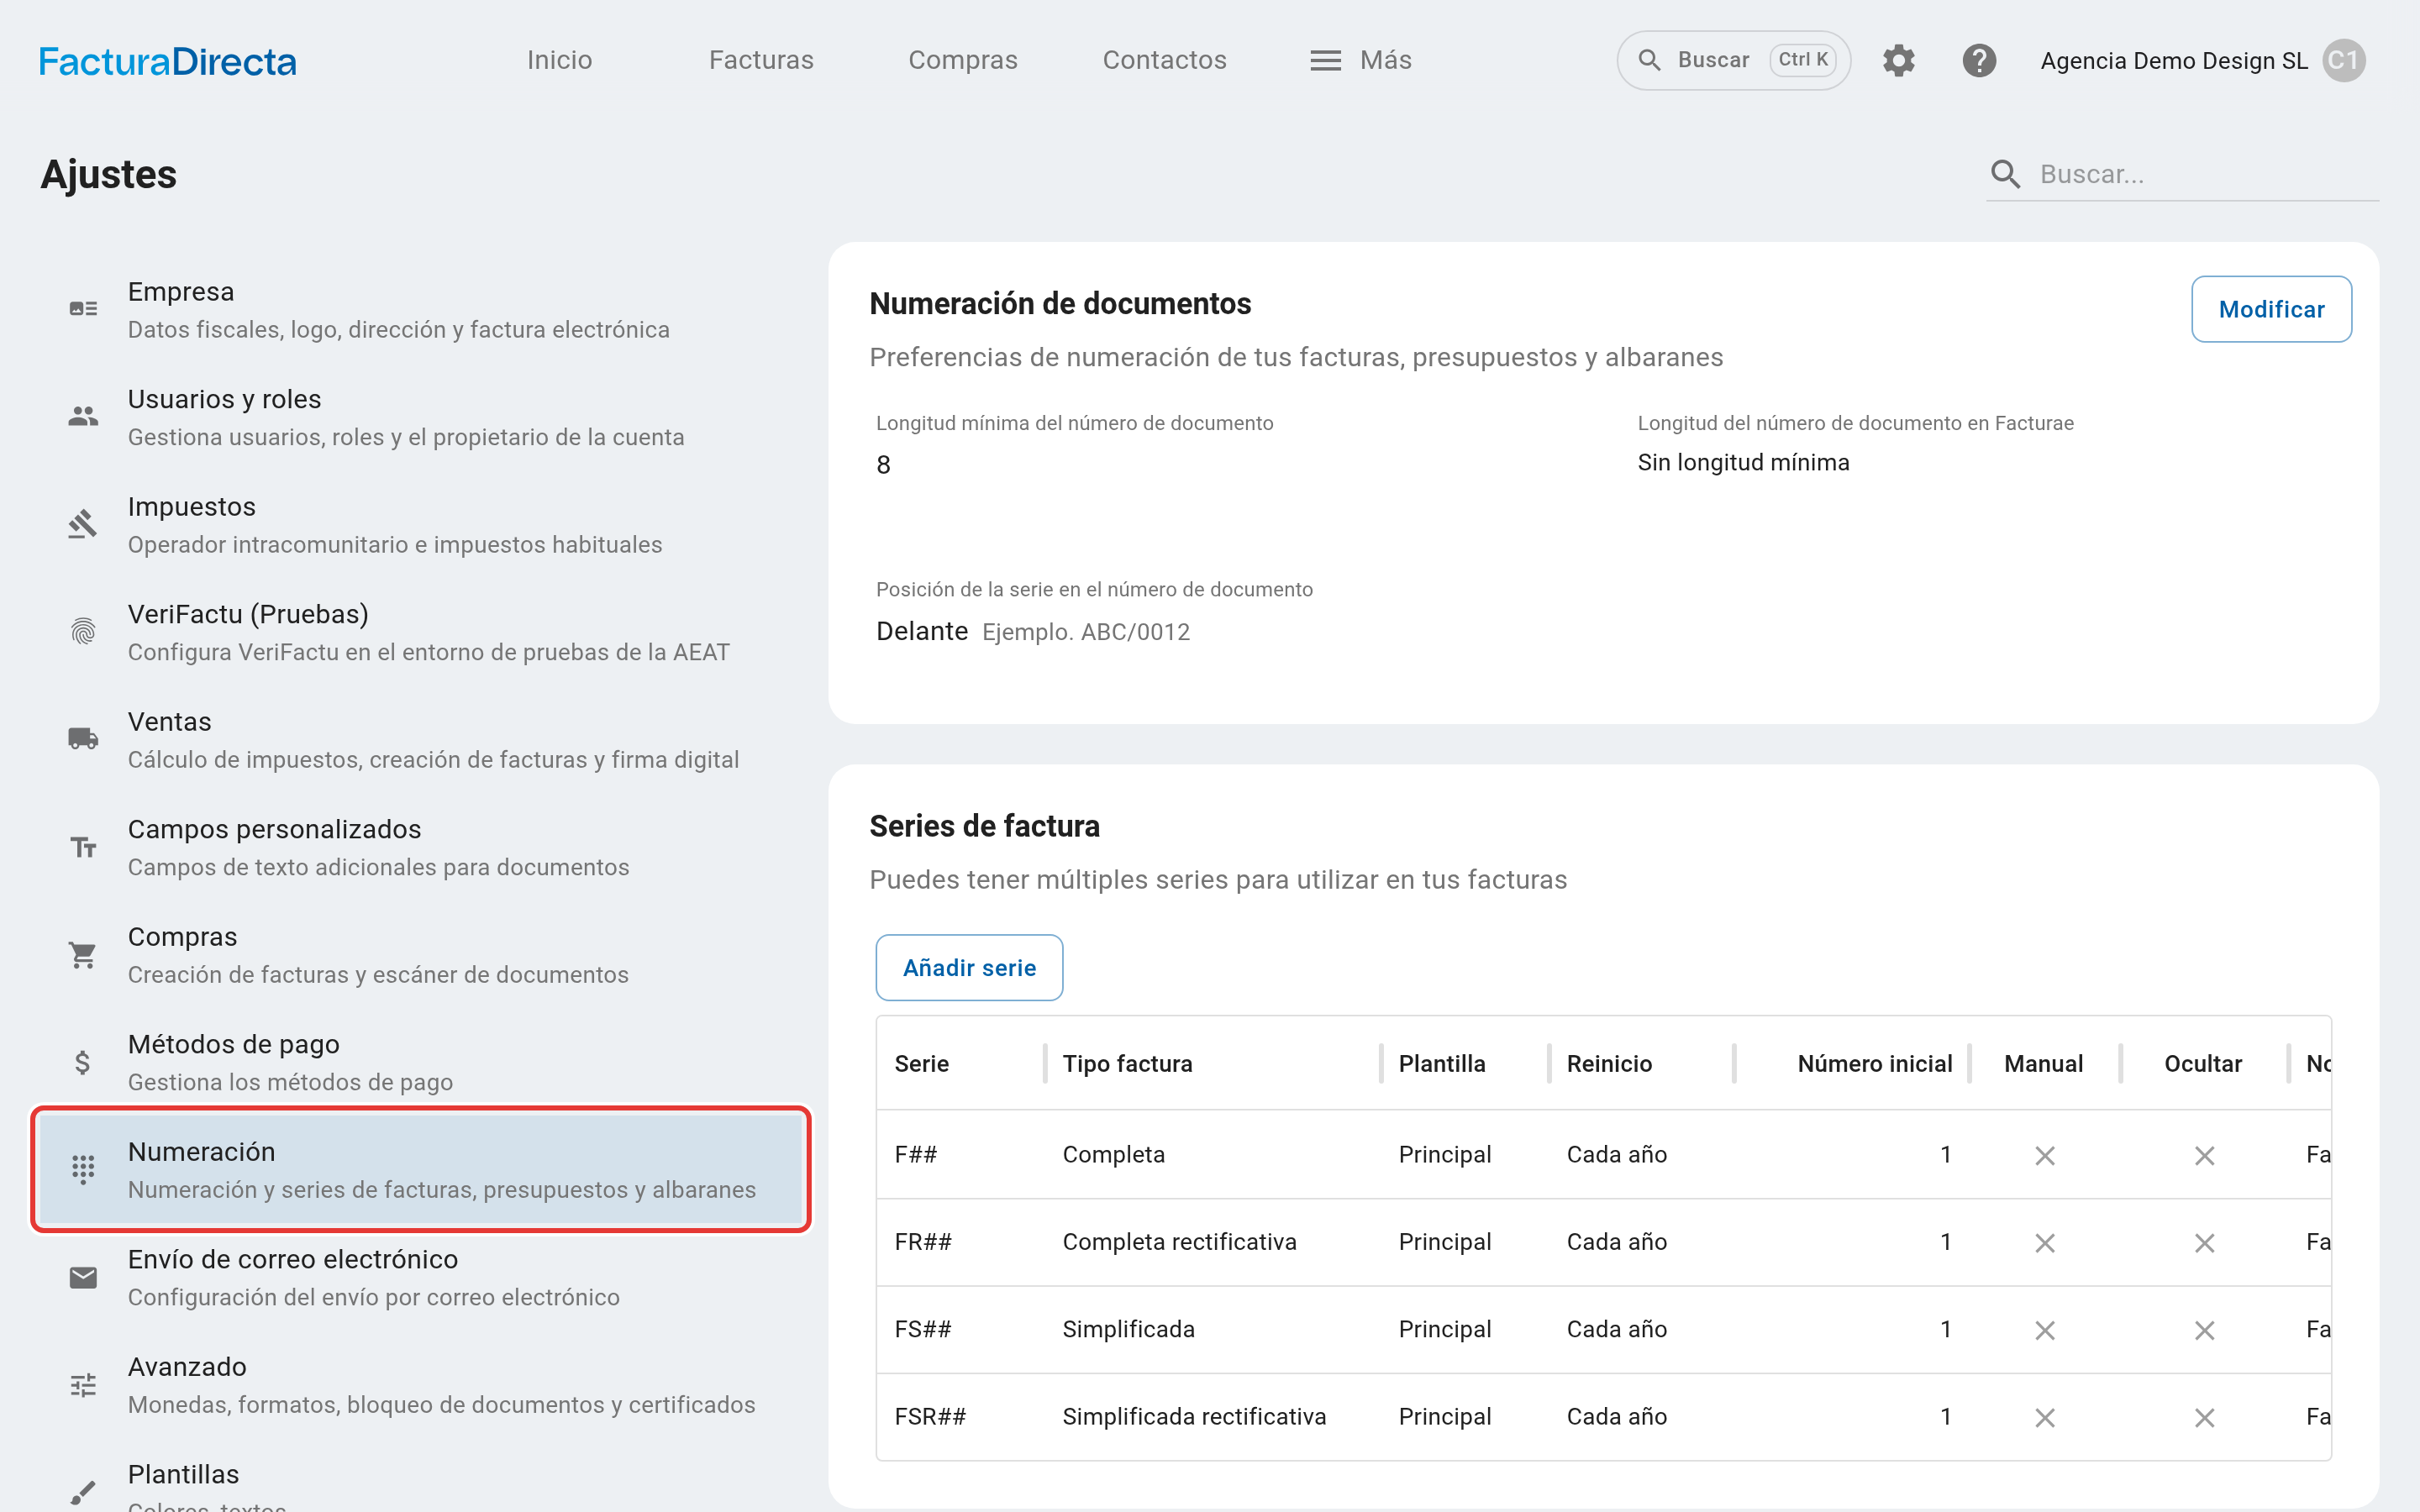 FacturaDirecta
Inicio
Facturas
Compras
Contactos
Más
Buscar
Ctrl K
Agencia Demo Design SL
C1
Ajustes
Buscar...
Empresa
Datos fiscales, logo, dirección y factura electrónica
Usuarios y roles
Gestiona usuarios, roles y el propietario de la cuenta
Impuestos
Operador intracomunitario e impuestos habituales
VeriFactu (Pruebas)
Configura VeriFactu en el entorno de pruebas de la AEAT
Ventas
Cálculo de impuestos, creación de facturas y firma digital
Campos personalizados
Campos de texto adicionales para documentos
Compras
Creación de facturas y escáner de documentos
Métodos de pago
Gestiona los métodos de pago
Numeración
Numeración y series de facturas, presupuestos y albaranes
Envío de correo electrónico
Configuración del envío por correo electrónico
Avanzado
Monedas, formatos, bloqueo de documentos y certificados
Plantillas
Colores, textos
Numeración de documentos
Modificar
Preferencias de numeración de tus facturas, presupuestos y albaranes
Longitud mínima del número de documento
8
Longitud del número de documento en Facturae
Sin longitud mínima
Posición de la serie en el número de documento
Delante Ejemplo. ABC/0012
Series de factura
Puedes tener múltiples series para utilizar en tus facturas
Añadir serie
Serie Tipo factura Plantilla Reinicio Número inicial Manual Ocultar
F## Completa Principal Cada año 1 Fa
FR## Completa rectificativa Principal Cada año 1 Fa
FS## Simplificada Principal Cada año 1 Fa
FSR## Simplificada rectificativa Principal Cada año 1 Fa